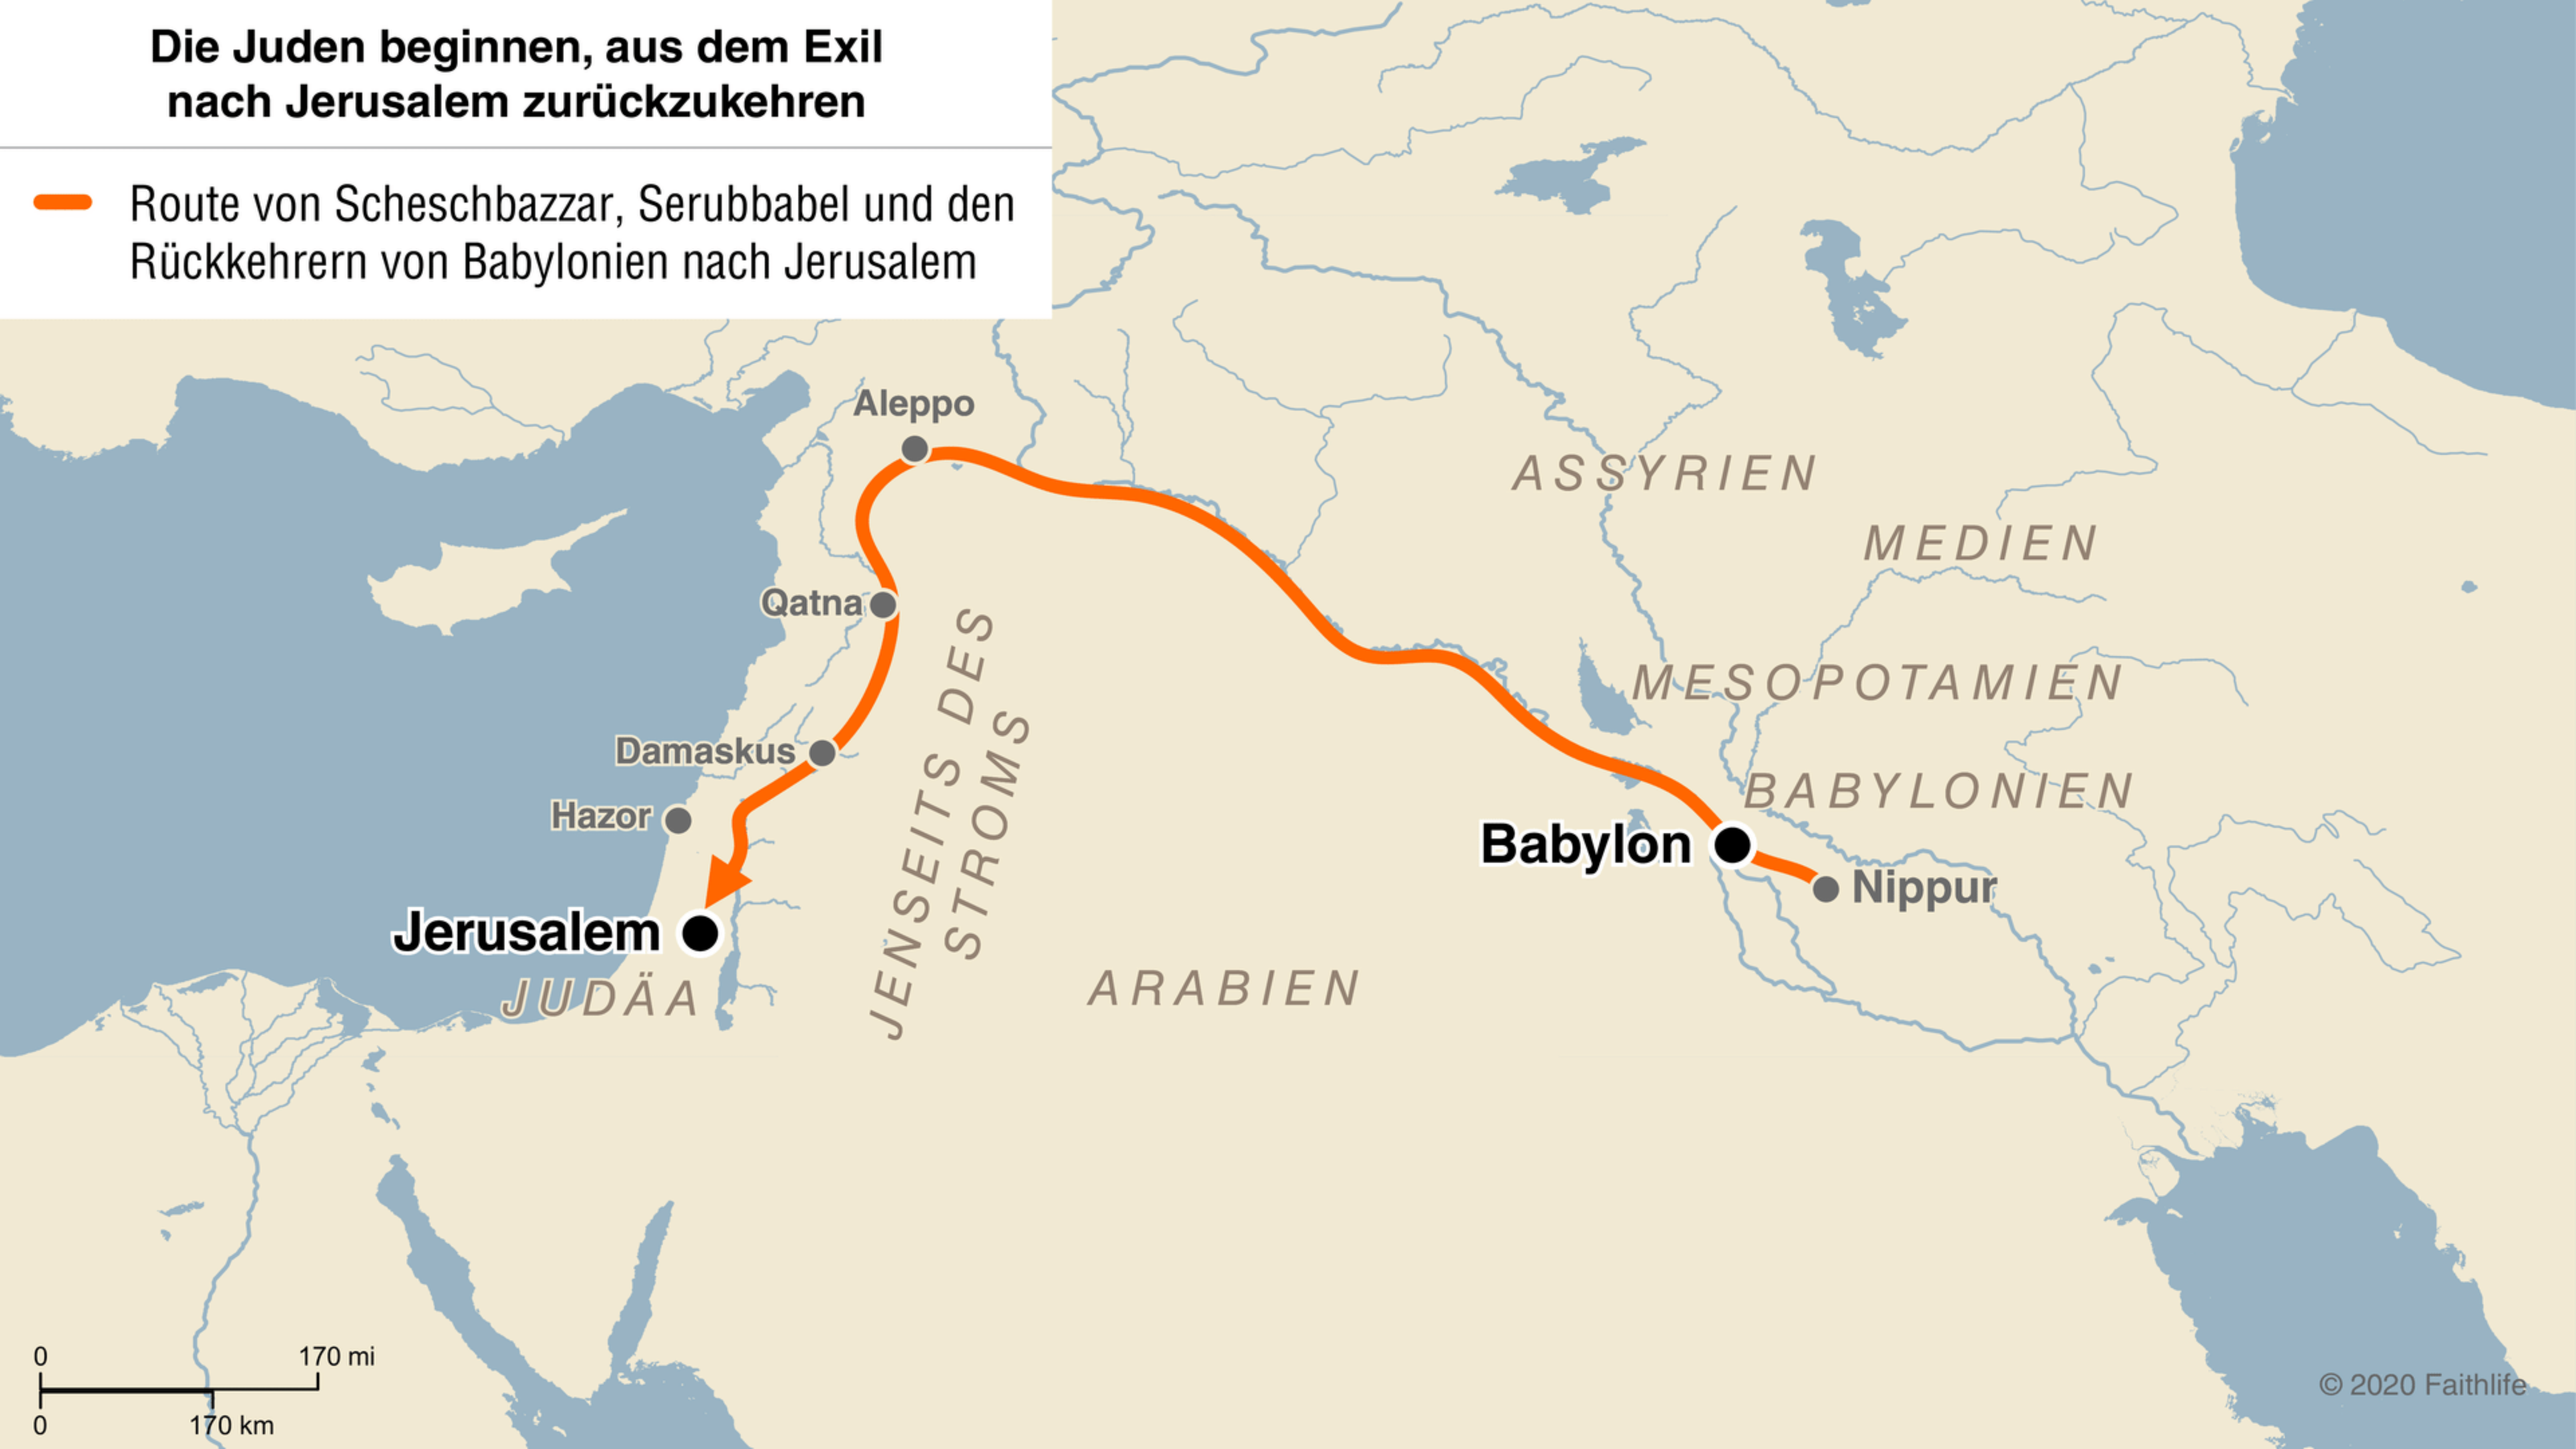 Die Juden beginnen, aus dem Exil
nach Jerusalem zurückzukehren
Route von Scheschbazzar, Serubbabel und den
Rückkehrern von Babylonien nach Jerusalem
Aleppo
ASSYRIEN
MEDIEN
Qatna
JENSEITS DES
STROMS
MESOPOTAMIEN
Damaskus
BABYLONIEN
Hazor
Babylon
Nippur
Jerusalem
JUDÄA
ARABIEN
0 170 mi
0 170 km
© 2020 Faithlife